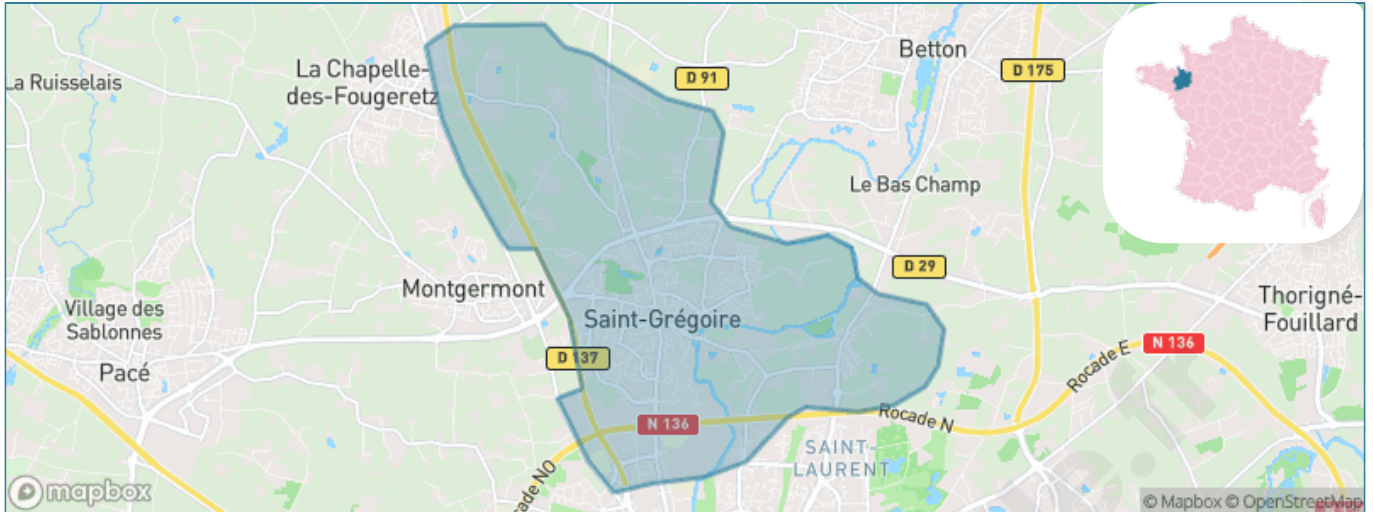 Betton
D 175
D 91
La Chapelle-
des-Fougeretz
La Ruisselais
Le Bas Champ
D 29
Montgermont
Thorigné-
Fouillard
Village des
Sablonnes
Saint-Grégoire
N 136
D 137
Pacé
Rocade E
Rocade N
N 136
SAINT-
LAURENT
Rocade NO
mapbox
© Mapbox © OpenStreetMap